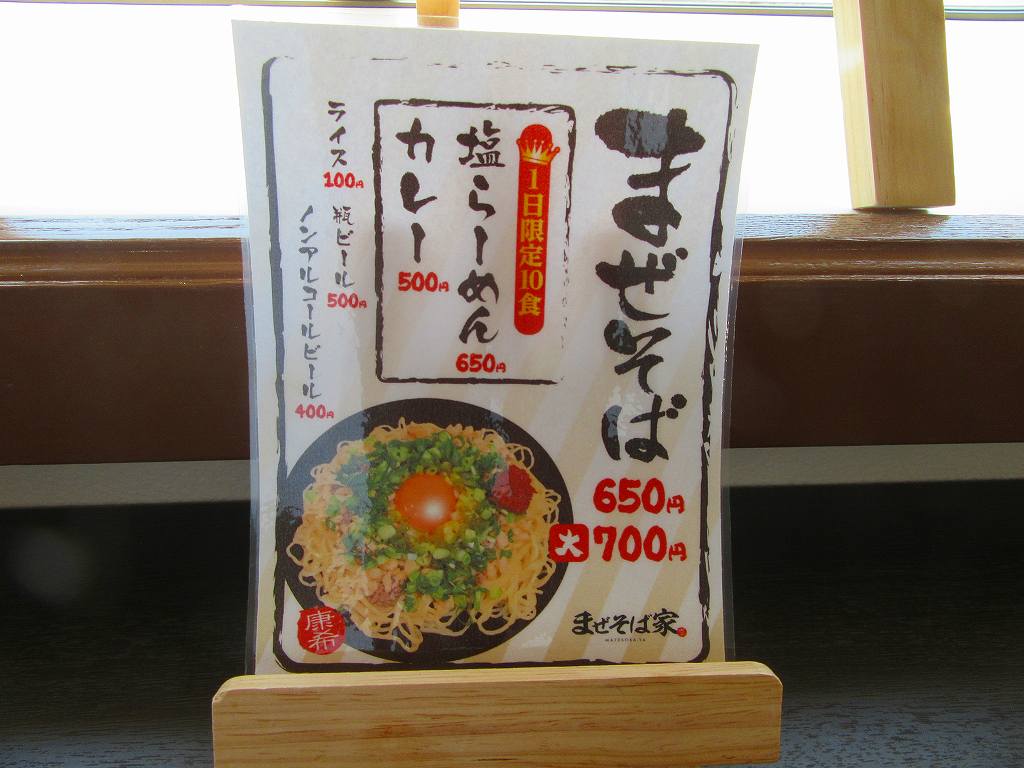 まぜそば
650円
大 700円
1日限定10食
塩らーめん
650円
カレー
500円
ライス
100円
瓶ビール
500円
ノンアルコールビール
400円
康希
まぜそば家
MAZESOBA-YA